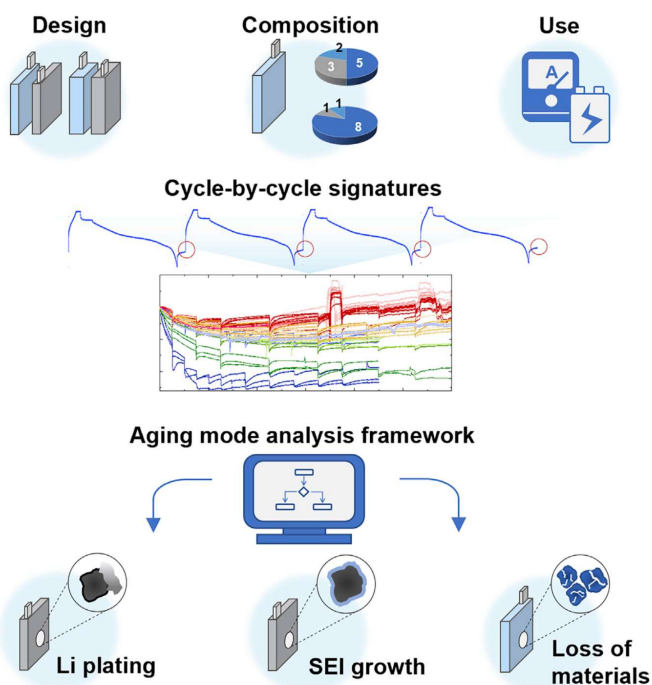 Design
Composition
Use
2
3
5
A
1
1
8
Cycle-by-cycle signatures
Aging mode analysis framework
Li plating
SEI growth
Loss of
materials